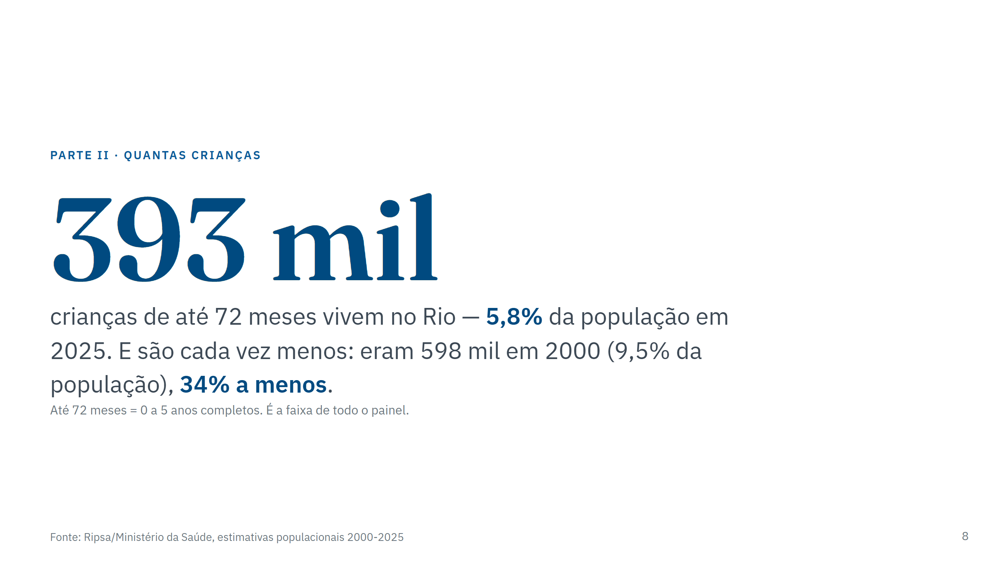 PARTE II · QUANTAS CRIANÇAS
393 mil
crianças de até 72 meses vivem no Rio — 5,8% da população em
2025. E são cada vez menos: eram 598 mil em 2000 (9,5% da
população), 34% a menos.
Até 72 meses = 0 a 5 anos completos. É a faixa de todo o painel.
Fonte: Ripsa/Ministério da Saúde, estimativas populacionais 2000-2025
8